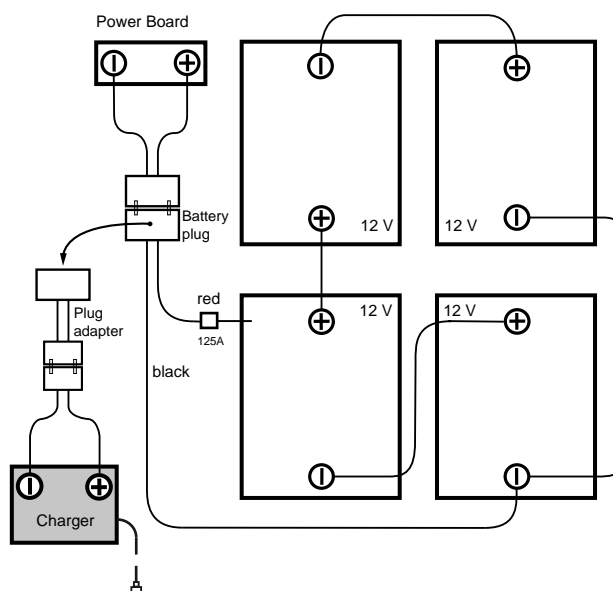 Power Board
12 V
12 V
Battery
plug
Plug
adapter
red
125A
12 V
12 V
black
Charger